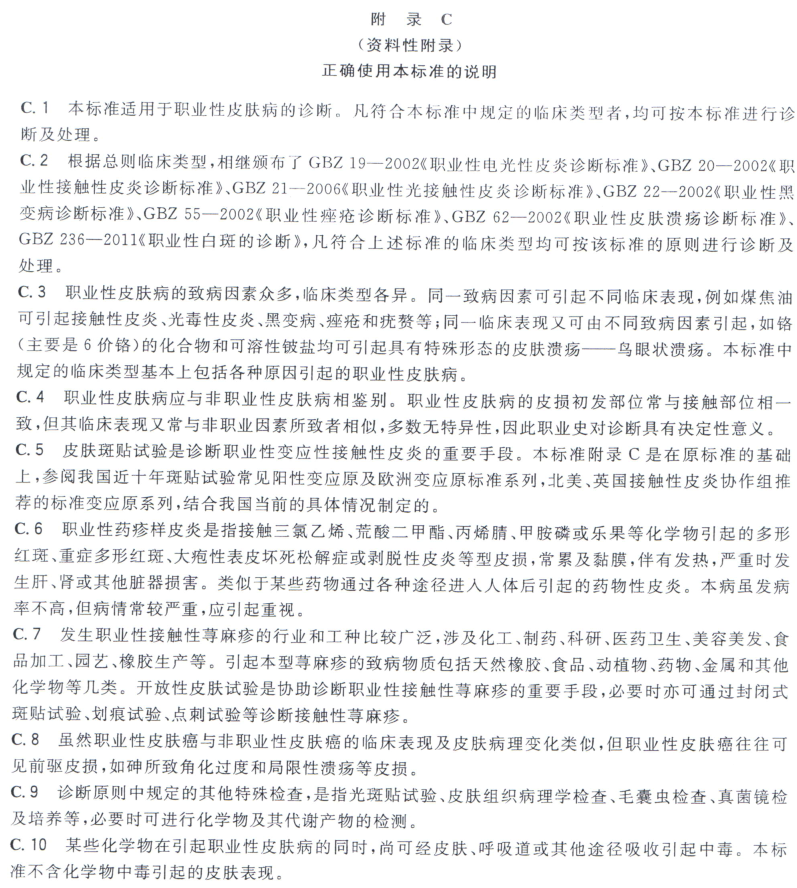 附 录 C
（资料性附录）
正确使用本标准的说明
C.1 本标准适用于职业性皮肤病的诊断。凡符合本标准中规定的临床类型者,均可按本标准进行诊
断及处理。
C.2 根据总则临床类型,相继颁布了 GBZ 19—2002《职业性电光性皮炎诊断标准》、GBZ 20—2002《职
业性接触性皮炎诊断标准》、GBZ 21—2006《职业性光接触性皮炎诊断标准》、GBZ 22—2002《职业性黑
变病诊断标准》、GBZ 55—2002《职业性痤疮诊断标准》、GBZ 62—2002《职业性皮肤溃疡诊断标准》、
GBZ 236—2011《职业性白斑的诊断》,凡符合上述标准的临床类型均可按该标准的原则进行诊断及
处理。
C.3 职业性皮肤病的致病因素众多,临床类型各异。同一致病因素可引起不同临床表现,例如煤焦油
可引起接触性皮炎、光毒性皮炎、黑变病、痤疮和疣赘等;同一临床表现又可由不同致病因素引起,如铬
(主要是 6 价铬)的化合物和可溶性铍盐均可引起具有特殊形态的皮肤溃疡——鸟眼状溃疡。本标准中
规定的临床类型基本上包括各种原因引起的职业性皮肤病。
C.4 职业性皮肤病应与非职业性皮肤病相鉴别。职业性皮肤病的皮损初发部位常与接触部位相一
致,但其临床表现又常与非职业因素所致者相似,多数无特异性,因此职业史对诊断具有决定性意义。
C.5 皮肤斑贴试验是诊断职业性变应性接触性皮炎的重要手段。本标准附录 C 是在原标准的基础
上,参阅我国近十年斑贴试验常见阳性变应原及欧洲变应原标准系列,北美、英国接触性皮炎协作组推
荐的标准变应原系列,结合我国当前的具体情况制定的。
C.6 职业性药疹样皮炎是指接触三氯乙烯、荒酸二甲酯、丙烯腈、甲胺磷或乐果等化学物引起的多形
红斑、重症多形红斑、大疱性表皮坏死松解症或剥脱性皮炎等型皮损,常累及黏膜,伴有发热,严重时发
生肝、肾或其他脏器损害。类似于某些药物通过各种途径进入人体后引起的药物性皮炎。本病虽发病
率不高,但病情常较严重,应引起重视。
C.7 发生职业性接触性荨麻疹的行业和工种比较广泛,涉及化工、制药、科研、医药卫生、美容美发、食
品加工、园艺、橡胶生产等。引起本型荨麻疹的致病物质包括天然橡胶、食品、动植物、药物、金属和其他
化学物等几类。开放性皮肤试验是协助诊断职业性接触性荨麻疹的重要手段,必要时亦可通过封闭式
斑贴试验、划痕试验、点刺试验等诊断接触性荨麻疹。
C.8 虽然职业性皮肤癌与非职业性皮肤癌的临床表现及皮肤病理变化类似,但职业性皮肤癌往往可
见前驱皮损,如砷所致角化过度和局限性溃疡等皮损。
C.9 诊断原则中规定的其他特殊检查,是指光斑贴试验、皮肤组织病理学检查、毛囊虫检查、真菌镜检
及培养等,必要时可进行化学物及其代谢产物的检测。
C.10 某些化学物在引起职业性皮肤病的同时,尚可经皮肤、呼吸道或其他途径吸收引起中毒。本标
准不含化学物中毒引起的皮肤表现。